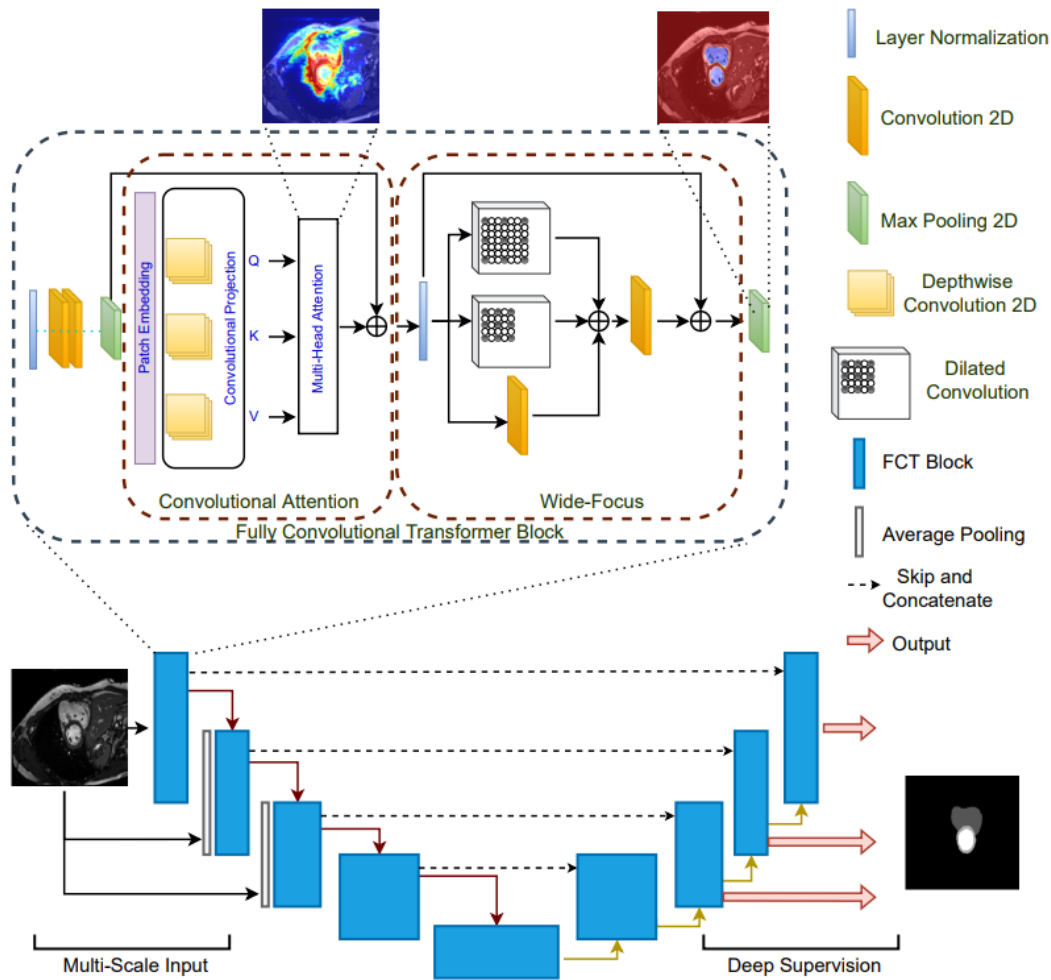 Layer Normalization
Convolution 2D
Max Pooling 2D
Depthwise
Convolution 2D
Dilated
Convolution
FCT Block
Average Pooling
Skip and
Concatenate
Output
Patch Embedding
Convolutional Projection
Q
K
V
Multi-Head Attention
Convolutional Attention
Wide-Focus
Fully Convolutional Transformer Block
Multi-Scale Input
Deep Supervision